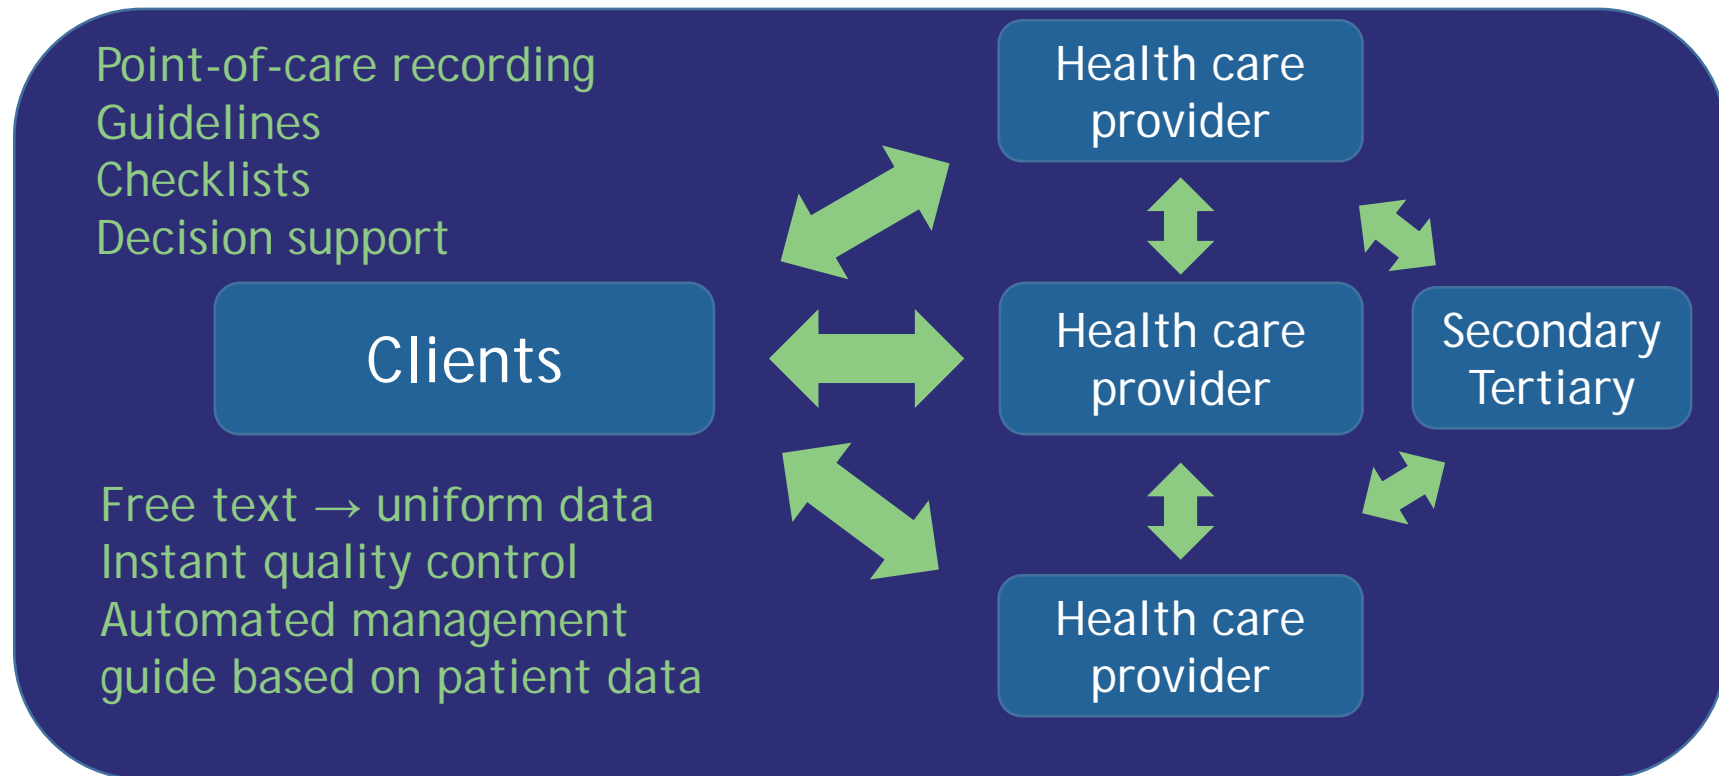 Point-of-care recording
Guidelines
Checklists
Decision support
Health care
provider
Clients
Health care
provider
Secondary
Tertiary
Free text → uniform data
Instant quality control
Automated management
guide based on patient data
Health care
provider